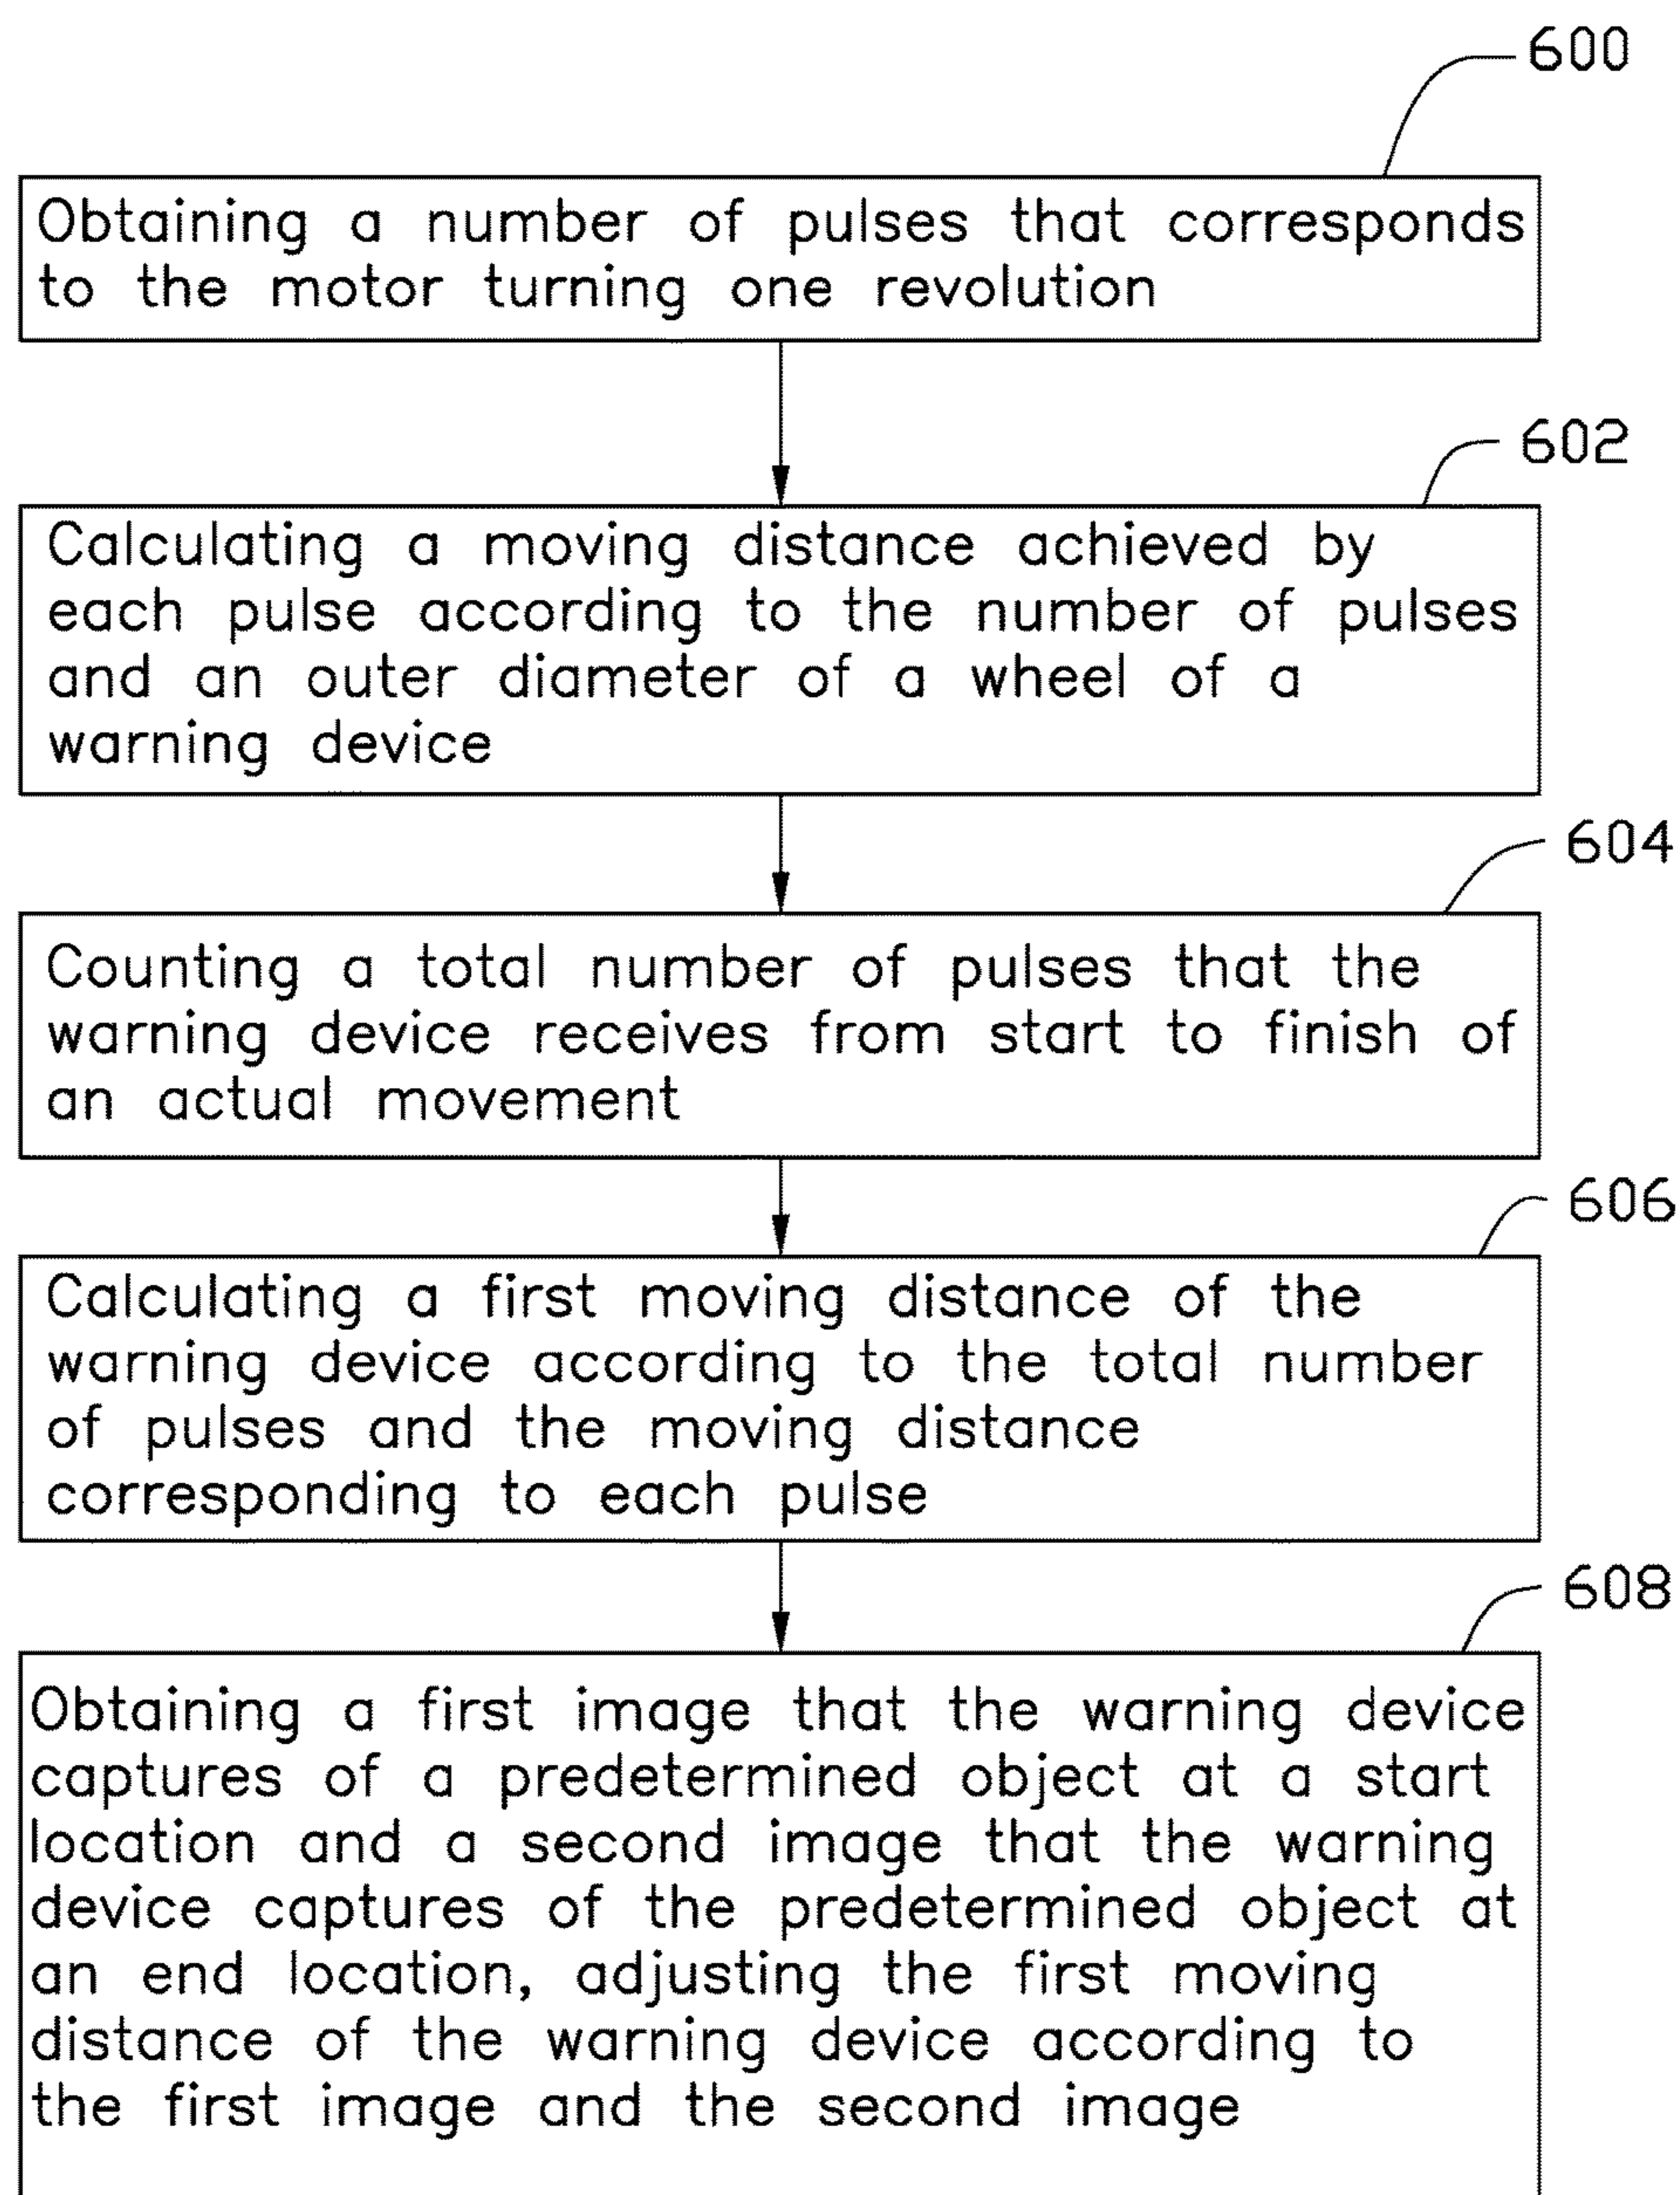 600
Obtaining a number of pulses that corresponds
to the motor turning one revolution
602
Calculating a moving distance achieved by
each pulse according to the number of pulses
and an outer diameter of a wheel of a
warning device
604
Counting a total number of pulses that the
warning device receives from start to finish of
an actual movement
606
Calculating a first moving distance of the
warning device according to the total number
of pulses and the moving distance
corresponding to each pulse
608
Obtaining a first image that the warning device
captures of a predetermined object at a start
location and a second image that the warning
device captures of the predetermined object at
an end location, adjusting the first moving
distance of the warning device according to
the first image and the second image